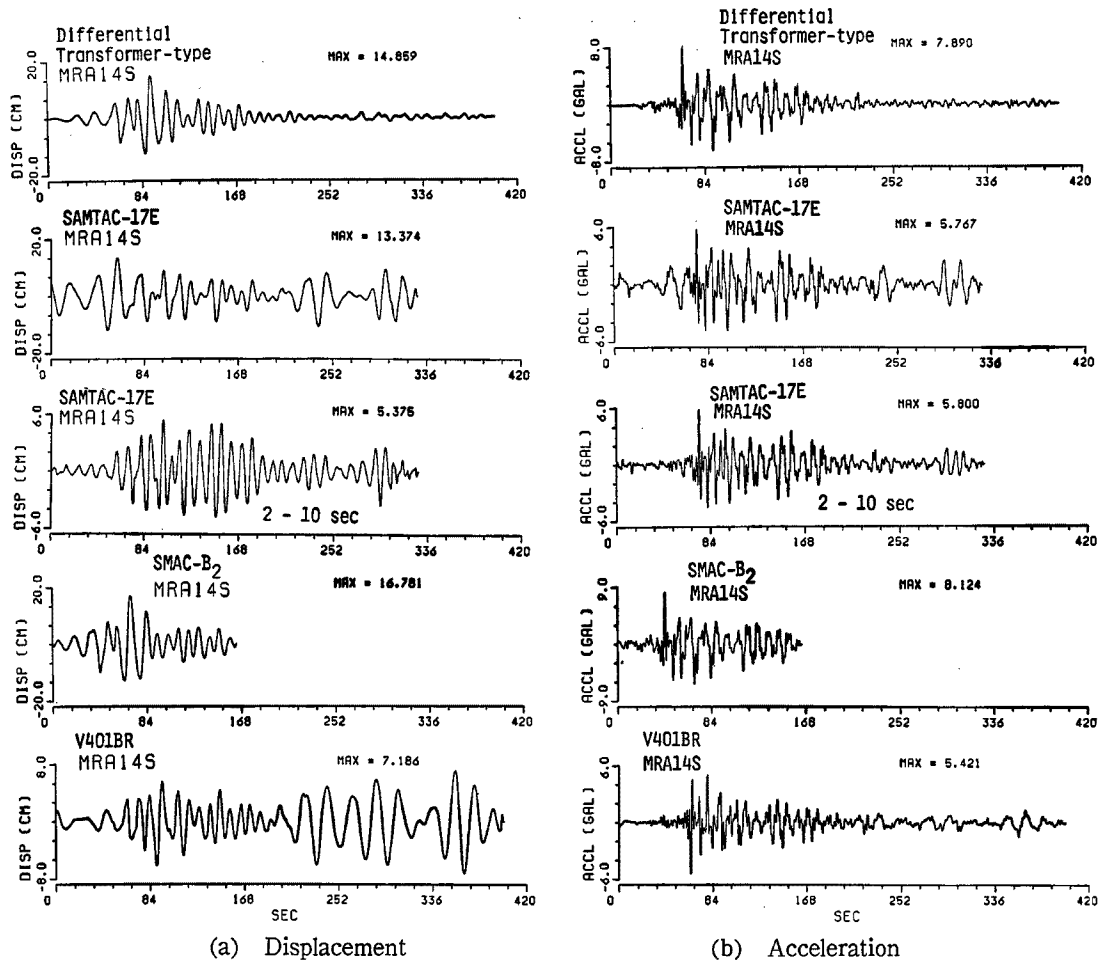 Differential
Transformer-type
MRA14S
MAX = 14.859
DISP (CM)
20.0
-20.0
0 84 168 252 336 420
SAMTAC-17E
MRA14S
MAX = 13.374
DISP (CM)
20.0
-20.0
0 84 168 252 336 420
SAMTAC-17E
MRA14S
MAX = 5.375
DISP (CM)
6.0
-6.0
2 - 10 sec
0 84 168 252 336 420
SMAC-B2
MRA14S
MAX = 16.781
DISP (CM)
20.0
-20.0
0 84 168 252 336 420
V401BR
MRA14S
MAX = 7.186
DISP (CM)
8.0
-8.0
0 84 168 252 336 420
SEC
(a) Displacement
Differential
Transformer-type
MRA14S
MAX = 7.890
ACCL (GAL)
8.0
-8.0
0 84 168 252 336 420
SAMTAC-17E
MRA14S
MAX = 5.767
ACCL (GAL)
6.0
-6.0
0 84 168 252 336 420
SAMTAC-17E
MRA14S
MAX = 5.800
ACCL (GAL)
6.0
-6.0
2 - 10 sec
0 84 168 252 336 420
SMAC-B2
MRA14S
MAX = 8.124
ACCL (GAL)
9.0
-9.0
0 84 168 252 336 420
V401BR
MRA14S
MAX = 5.421
ACCL (GAL)
6.0
-6.0
0 84 168 252 336 420
SEC
(b) Acceleration